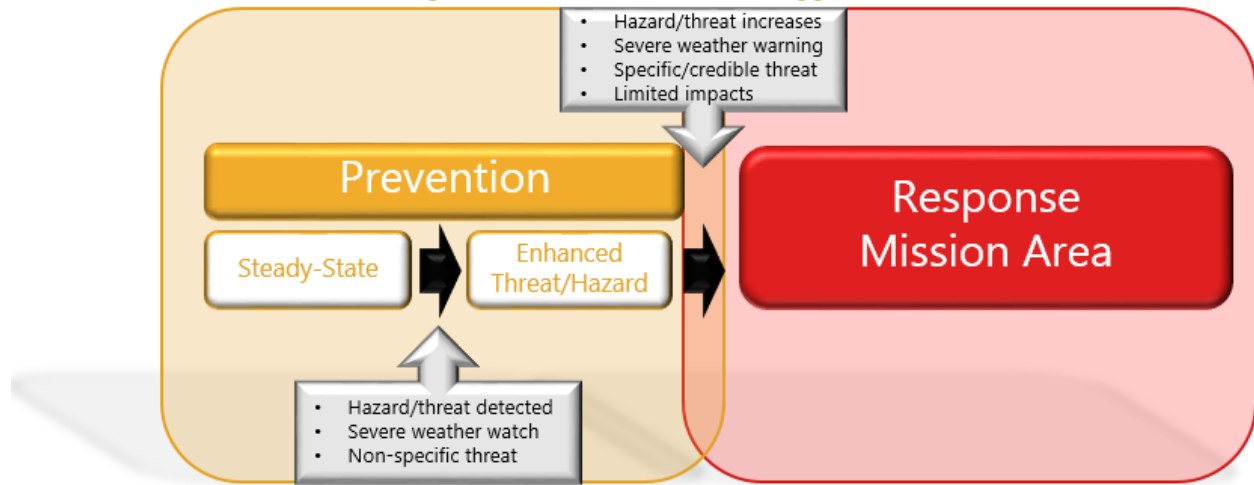 • Hazard/threat increases
• Severe weather warning
• Specific/credible threat
• Limited impacts
Prevention
Response
Mission Area
Steady-State
Enhanced
Threat/Hazard
• Hazard/threat detected
• Severe weather watch
• Non-specific threat